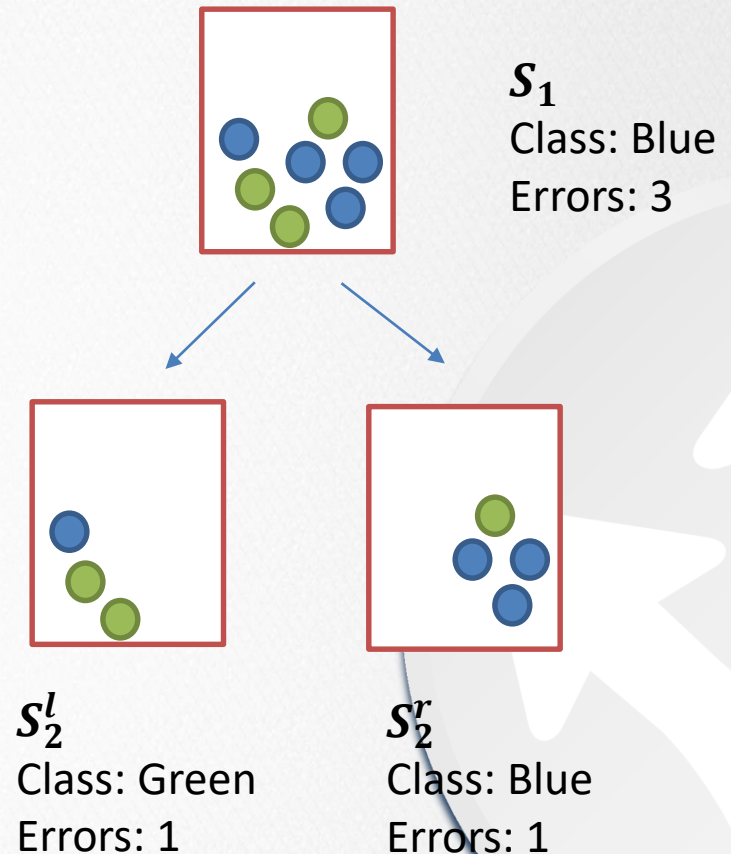 S₁
Class: Blue
Errors: 3
S₂ˡ
Class: Green
Errors: 1
S₂ʳ
Class: Blue
Errors: 1